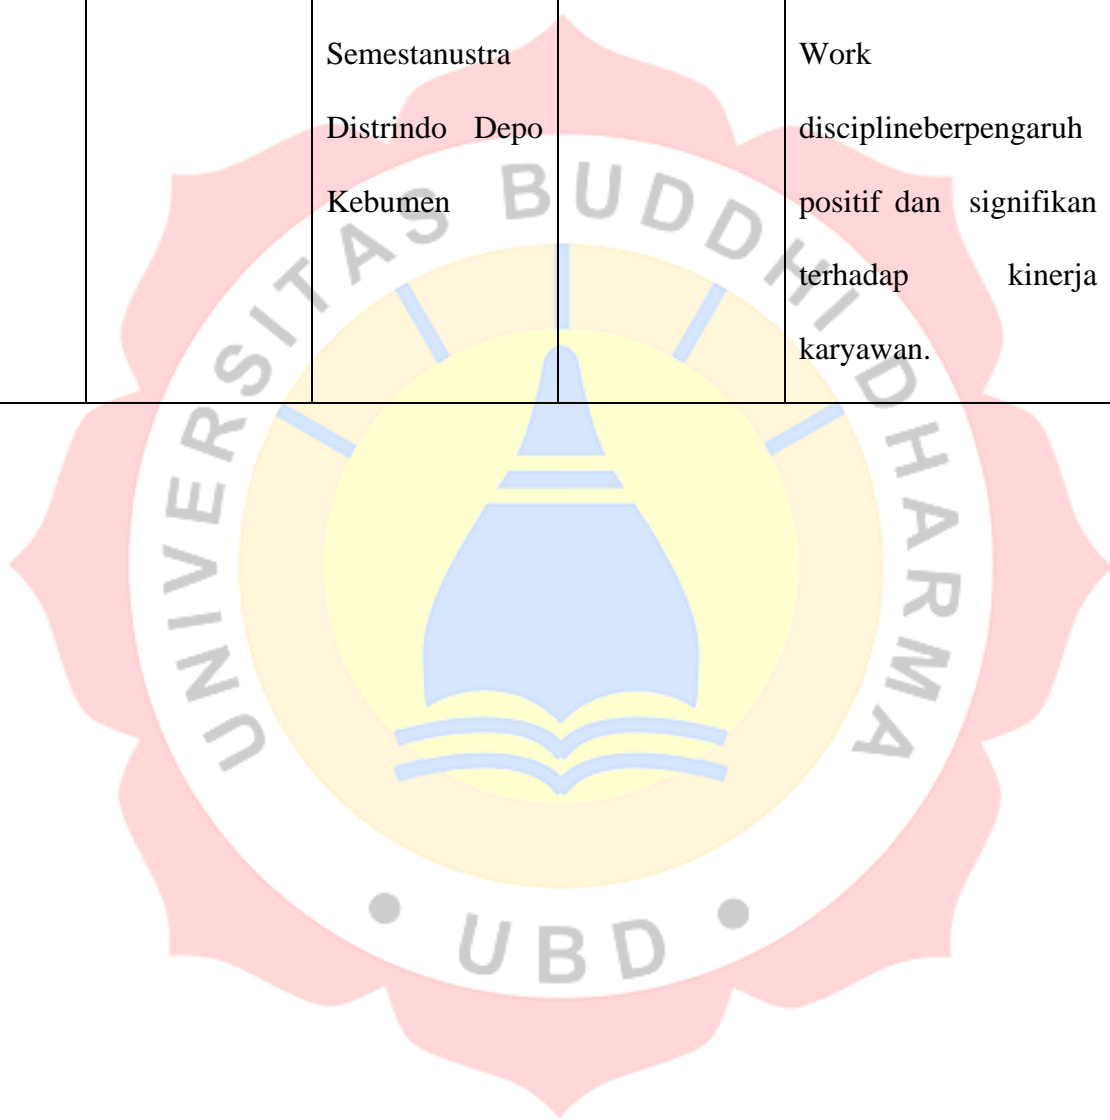 Semestanustra
Distrindo Depo
Kebumen
Work
disciplineberpengaruh
positif dan signifikan
terhadap kinerja
karyawan.
UNIVERSITAS BUDDHI DHARMA
UBD